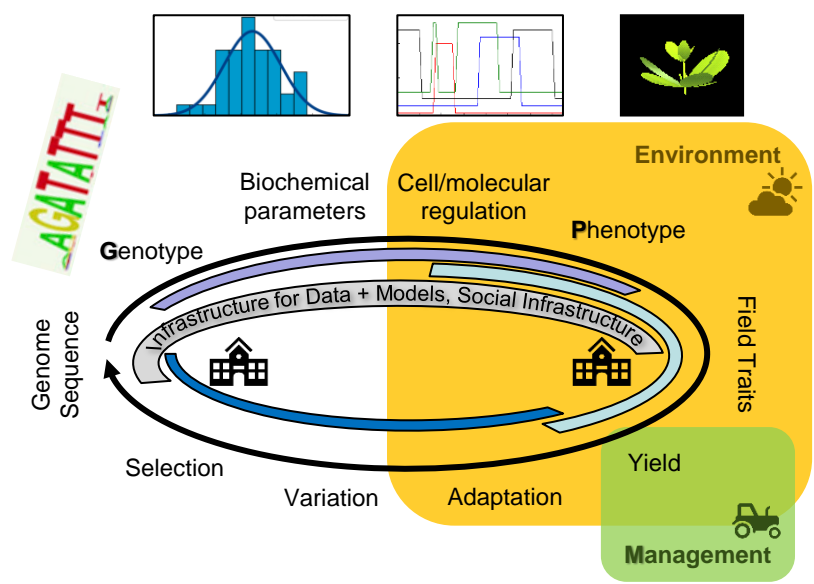 AGATATTT
Environment
Biochemical
parameters
Cell/molecular
regulation
Genotype
Phenotype
Infrastructure for Data + Models, Social Infrastructure
Genome
Sequence
Field Traits
Selection
Variation
Adaptation
Yield
Management